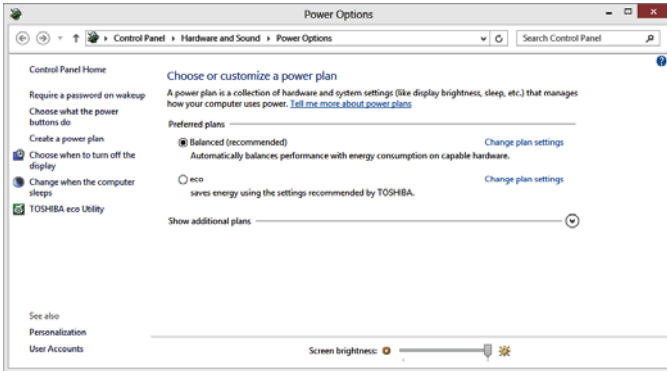 Power Options
Control Panel Hardware and Sound Power Options
Search Control Panel
Control Panel Home
Require a password on wakeup
Choose what the power
buttons do
Create a power plan
Choose when to turn off the
display
Change when the computer
sleeps
TOSHIBA eco Utility
See also
Personalization
User Accounts
Choose or customize a power plan
A power plan is a collection of hardware and system settings (like display brightness, sleep, etc.) that manages
how your computer uses power. Tell me more about power plans
Preferred plans
Balanced (recommended) Change plan settings
Automatically balances performance with energy consumption on capable hardware.
eco Change plan settings
saves energy using the settings recommended by TOSHIBA.
Show additional plans
Screen brightness: